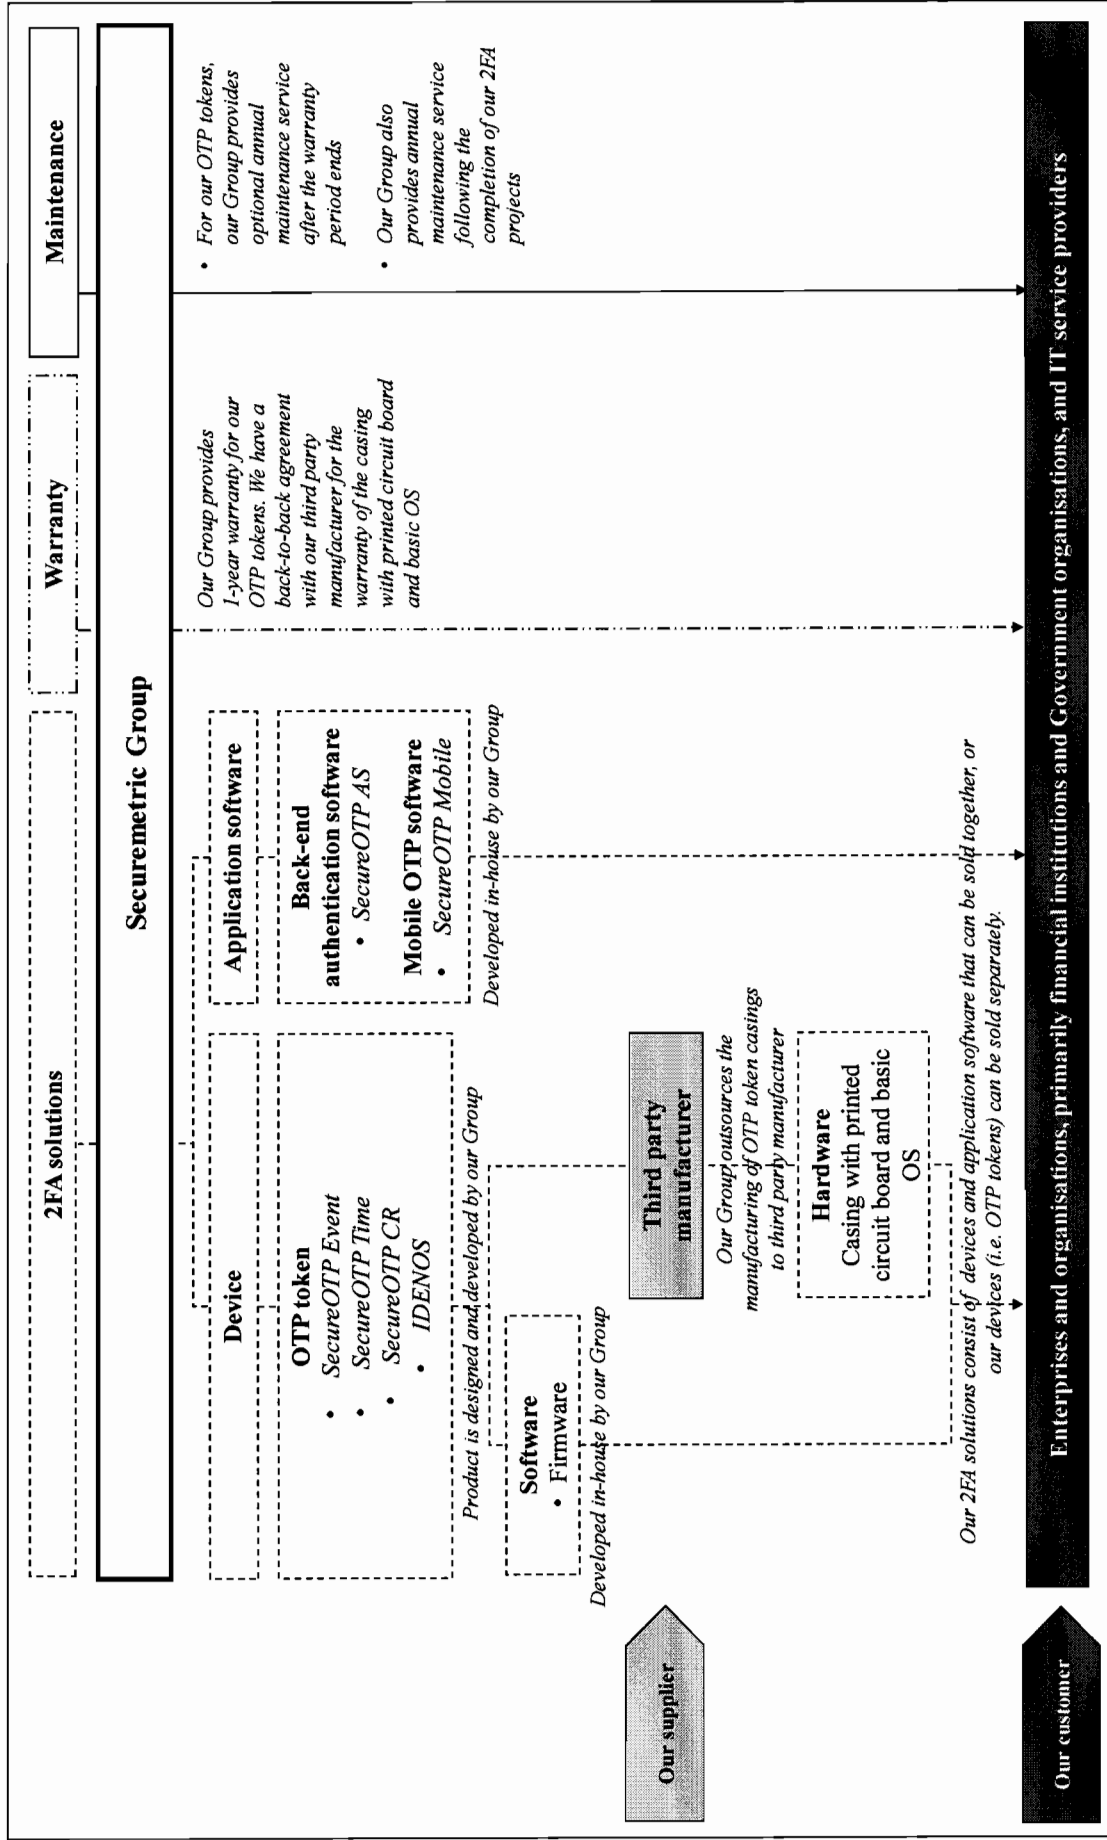 2FA solutions
Warranty
Maintenance
Securemetric Group
Device
OTP token
• SecureOTP Event
• SecureOTP Time
• SecureOTP CR
• IDENOS
Product is designed and developed by our Group
Software
• Firmware
Developed in-house by our Group
Application software
Back-end
authentication software
• SecureOTP AS
Mobile OTP software
• SecureOTP Mobile
Developed in-house by our Group
Our Group provides
1-year warranty for our
OTP tokens. We have a
back-to-back agreement
with our third party
manufacturer for the
warranty of the casing
with printed circuit board
and basic OS
• For our OTP tokens,
our Group provides
optional annual
maintenance service
after the warranty
period ends
• Our Group also
provides annual
maintenance service
following the
completion of our 2FA
projects
Our supplier
Third party
manufacturer
Our Group outsources the
manufacturing of OTP token casings
to third party manufacturer
Hardware
Casing with printed
circuit board and basic
OS
Our 2FA solutions consist of devices and application software that can be sold together, or
our devices (i.e. OTP tokens) can be sold separately.
Our customer
Enterprises and organisations, primarily financial institutions and Government organisations, and IT service providers